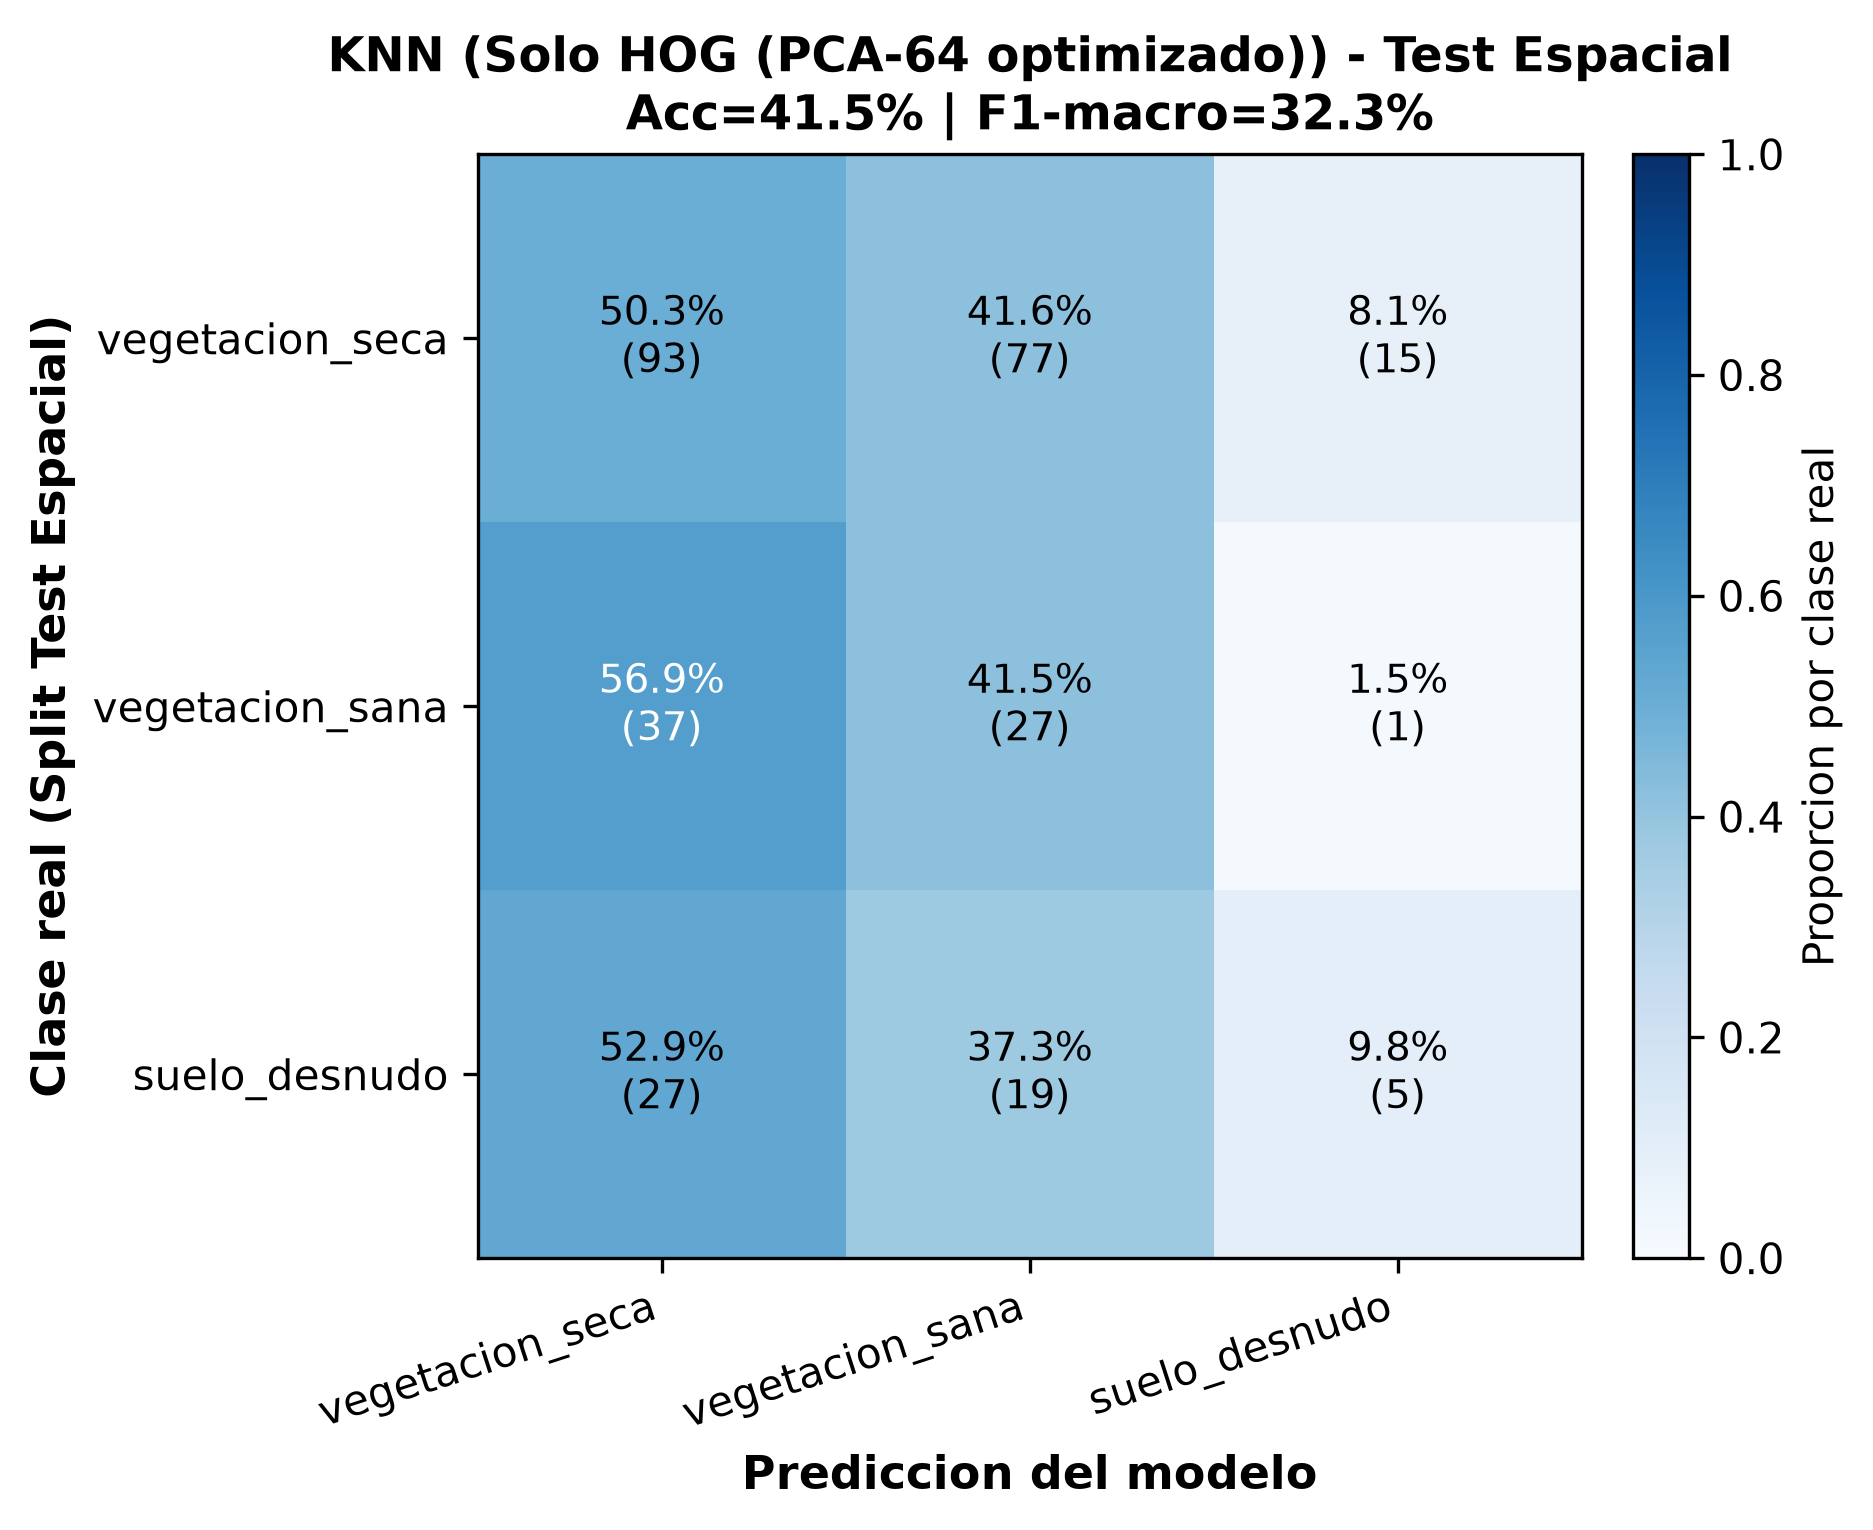 KNN (Solo HOG (PCA-64 optimizado)) - Test Espacial
Acc=41.5% | F1-macro=32.3%
Clase real (Split Test Espacial)
vegetacion_seca
50.3%
(93)
41.6%
(77)
8.1%
(15)
vegetacion_sana
56.9%
(37)
41.5%
(27)
1.5%
(1)
suelo_desnudo
52.9%
(27)
37.3%
(19)
9.8%
(5)
vegetacion_seca
vegetacion_sana
suelo_desnudo
Prediccion del modelo
1.0
0.8
0.6
0.4
0.2
0.0
Proporcion por clase real